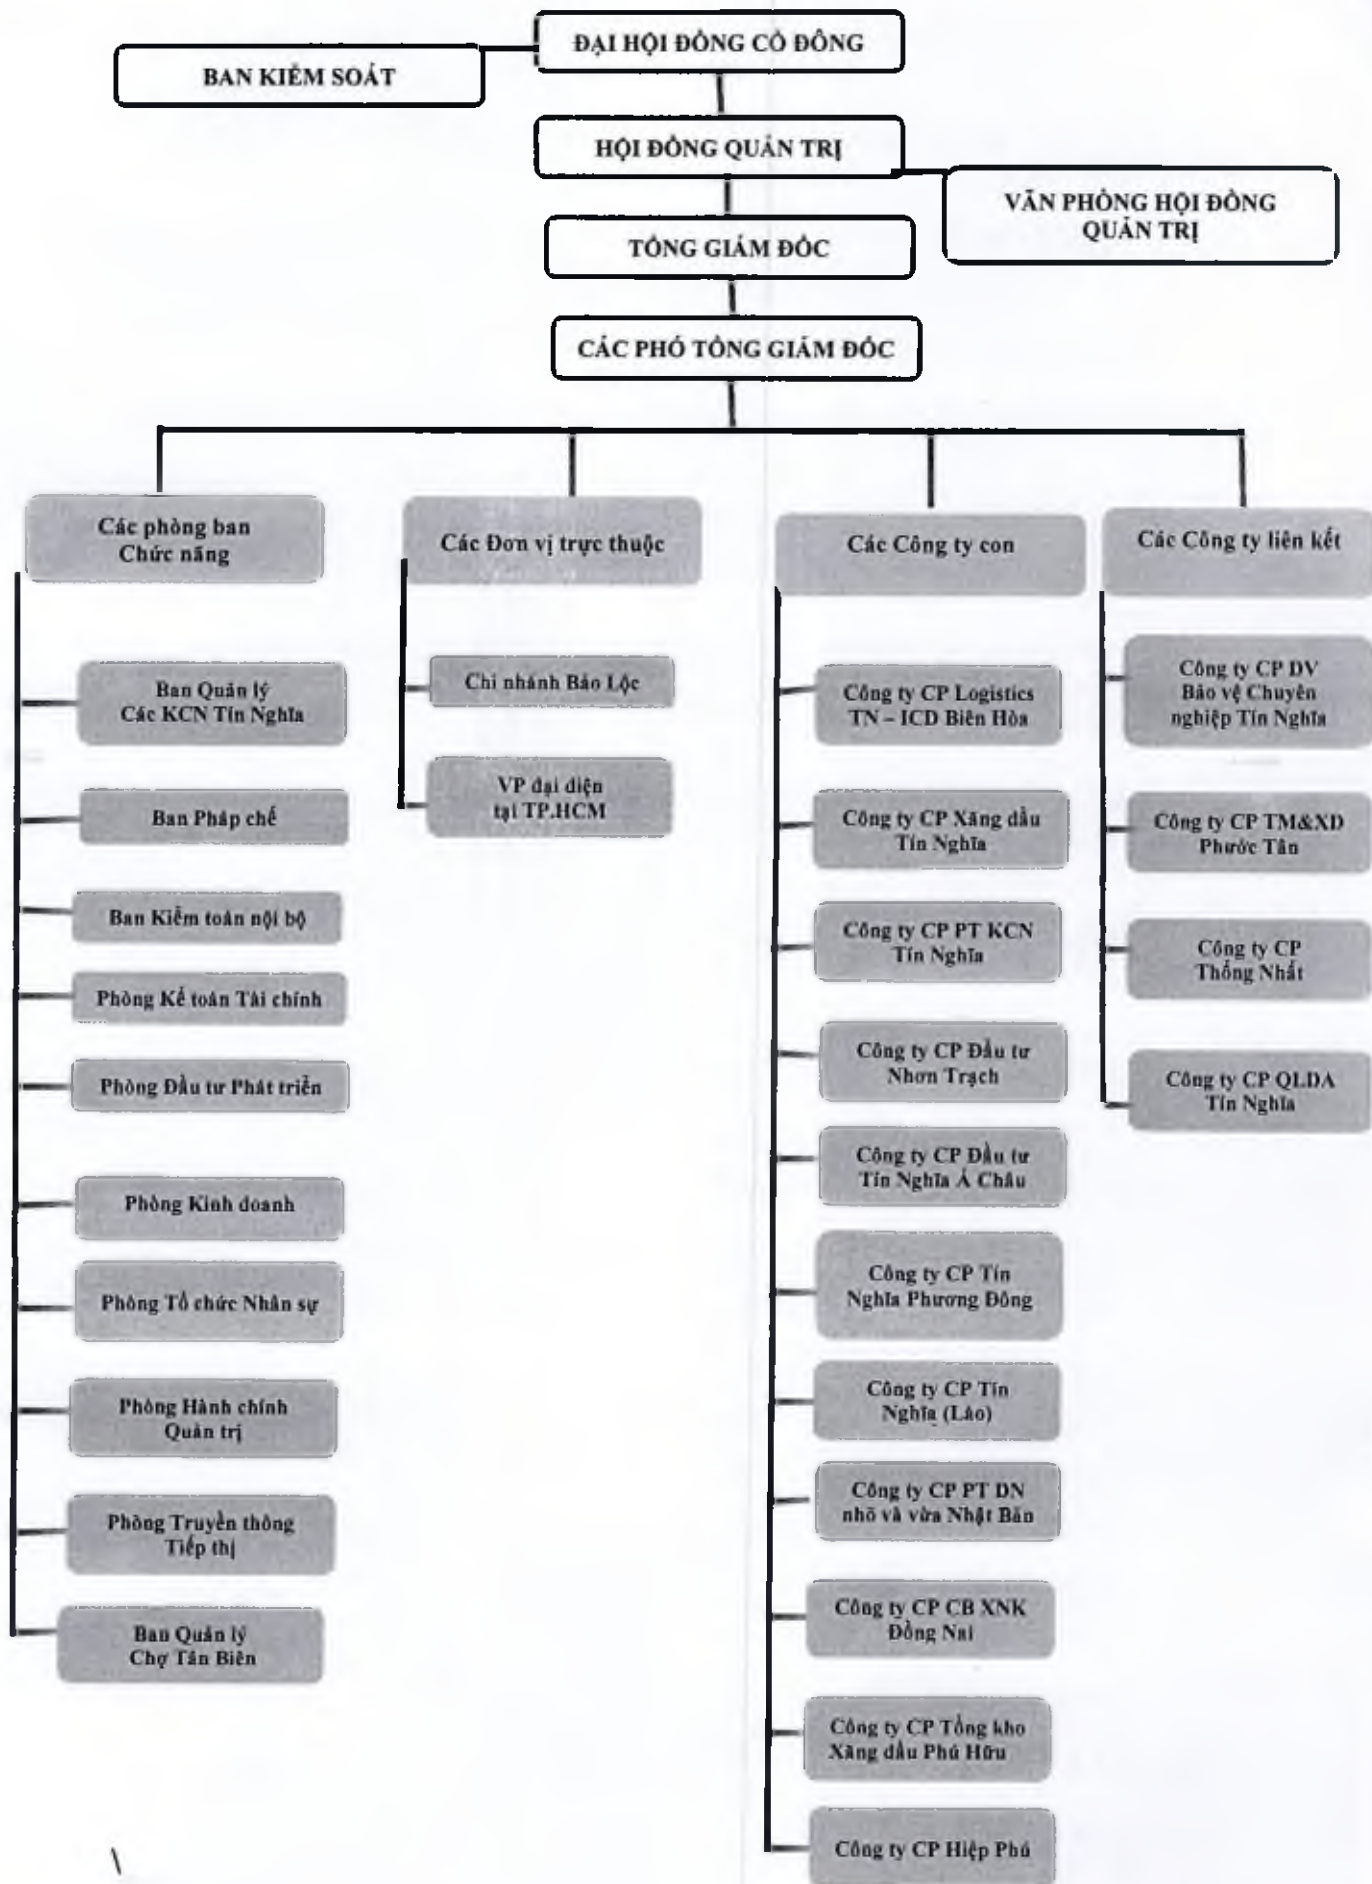 ĐẠI HỘI ĐỒNG CỔ ĐÔNG
BAN KIỂM SOÁT
HỘI ĐỒNG QUẢN TRỊ
VĂN PHÒNG HỘI ĐỒNG
QUẢN TRỊ
TỔNG GIÁM ĐỐC
CÁC PHÓ TỔNG GIÁM ĐỐC
Các phòng ban
Chức năng
Ban Quản lý
Các KCN Tín Nghĩa
Ban Pháp chế
Ban Kiểm toán nội bộ
Phòng Kế toán Tài chính
Phòng Đầu tư Phát triển
Phòng Kinh doanh
Phòng Tổ chức Nhân sự
Phòng Hành chính
Quản trị
Phòng Truyền thông
Tiếp thị
Ban Quản lý
Chợ Tân Biên
Các Đơn vị trực thuộc
Chi nhánh Bảo Lộc
VP đại diện
tại TP.HCM
Các Công ty con
Công ty CP Logistics
TN – ICD Biên Hòa
Công ty CP Xăng dầu
Tín Nghĩa
Công ty CP PT KCN
Tín Nghĩa
Công ty CP Đầu tư
Nhơn Trạch
Công ty CP Đầu tư
Tín Nghĩa Á Châu
Công ty CP Tín
Nghĩa Phương Đông
Công ty CP Tín
Nghĩa (Lào)
Công ty CP PT DN
nhỏ và vừa Nhật Bản
Công ty CP CB XNK
Đồng Nai
Công ty CP Tổng kho
Xăng dầu Phú Hữu
Công ty CP Hiệp Phú
Các Công ty liên kết
Công ty CP DV
Bảo vệ Chuyên
nghiệp Tín Nghĩa
Công ty CP TM&XD
Phước Tân
Công ty CP
Thống Nhất
Công ty CP QLDA
Tín Nghĩa